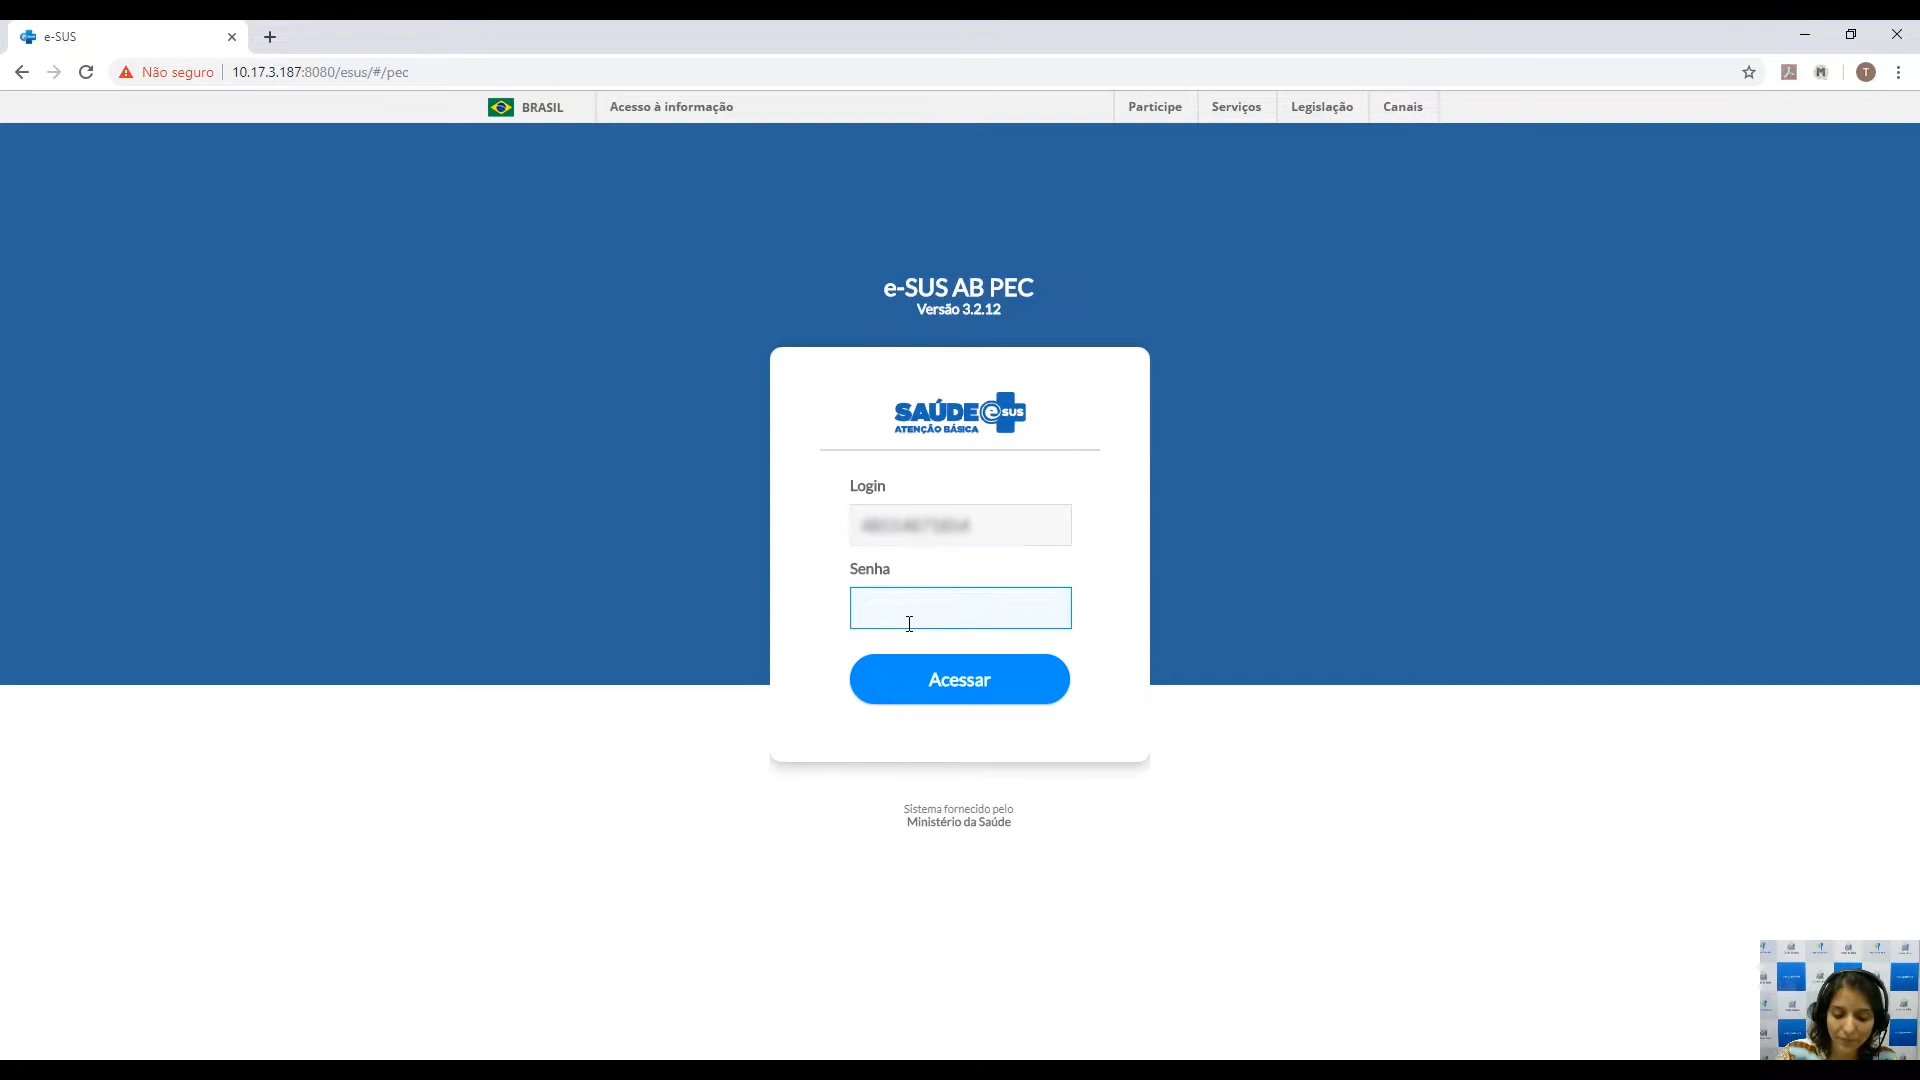 e-SUS
Não seguro
10.17.3.187:8080/esus/#/pec
T
BRASIL
Acesso à informação
Participe
Serviços
Legislação
Canais
e-SUS AB PEC
Versão 3.2.12
SAÚDE e SUS
ATENÇÃO BÁSICA
Login
Senha
Acessar
Sistema fornecido pelo
Ministério da Saúde